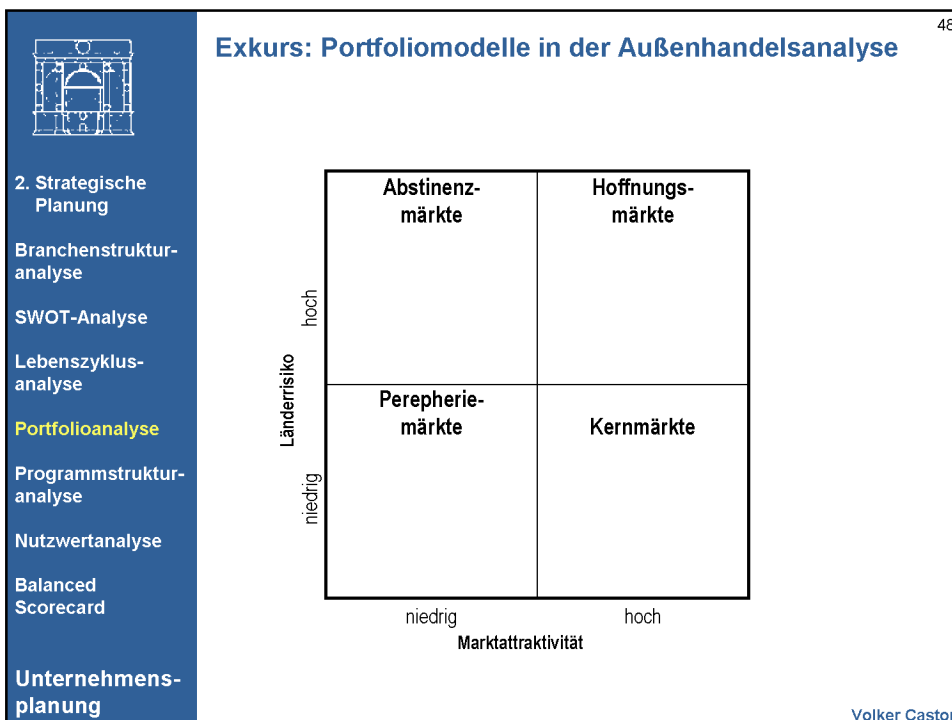 48
Exkurs: Portfoliomodelle in der Außenhandelsanalyse
2. Strategische
Planung
Branchenstruktur-
analyse
SWOT-Analyse
Lebenszyklus-
analyse
Portfolioanalyse
Programmstruktur-
analyse
Nutzwertanalyse
Balanced
Scorecard
Unternehmens-
planung
Abstinenz-
märkte
Hoffnungs-
märkte
Perepherie-
märkte
Kernmärkte
Länderrisiko
hoch
niedrig
niedrig
hoch
Marktattraktivität
Volker Castor